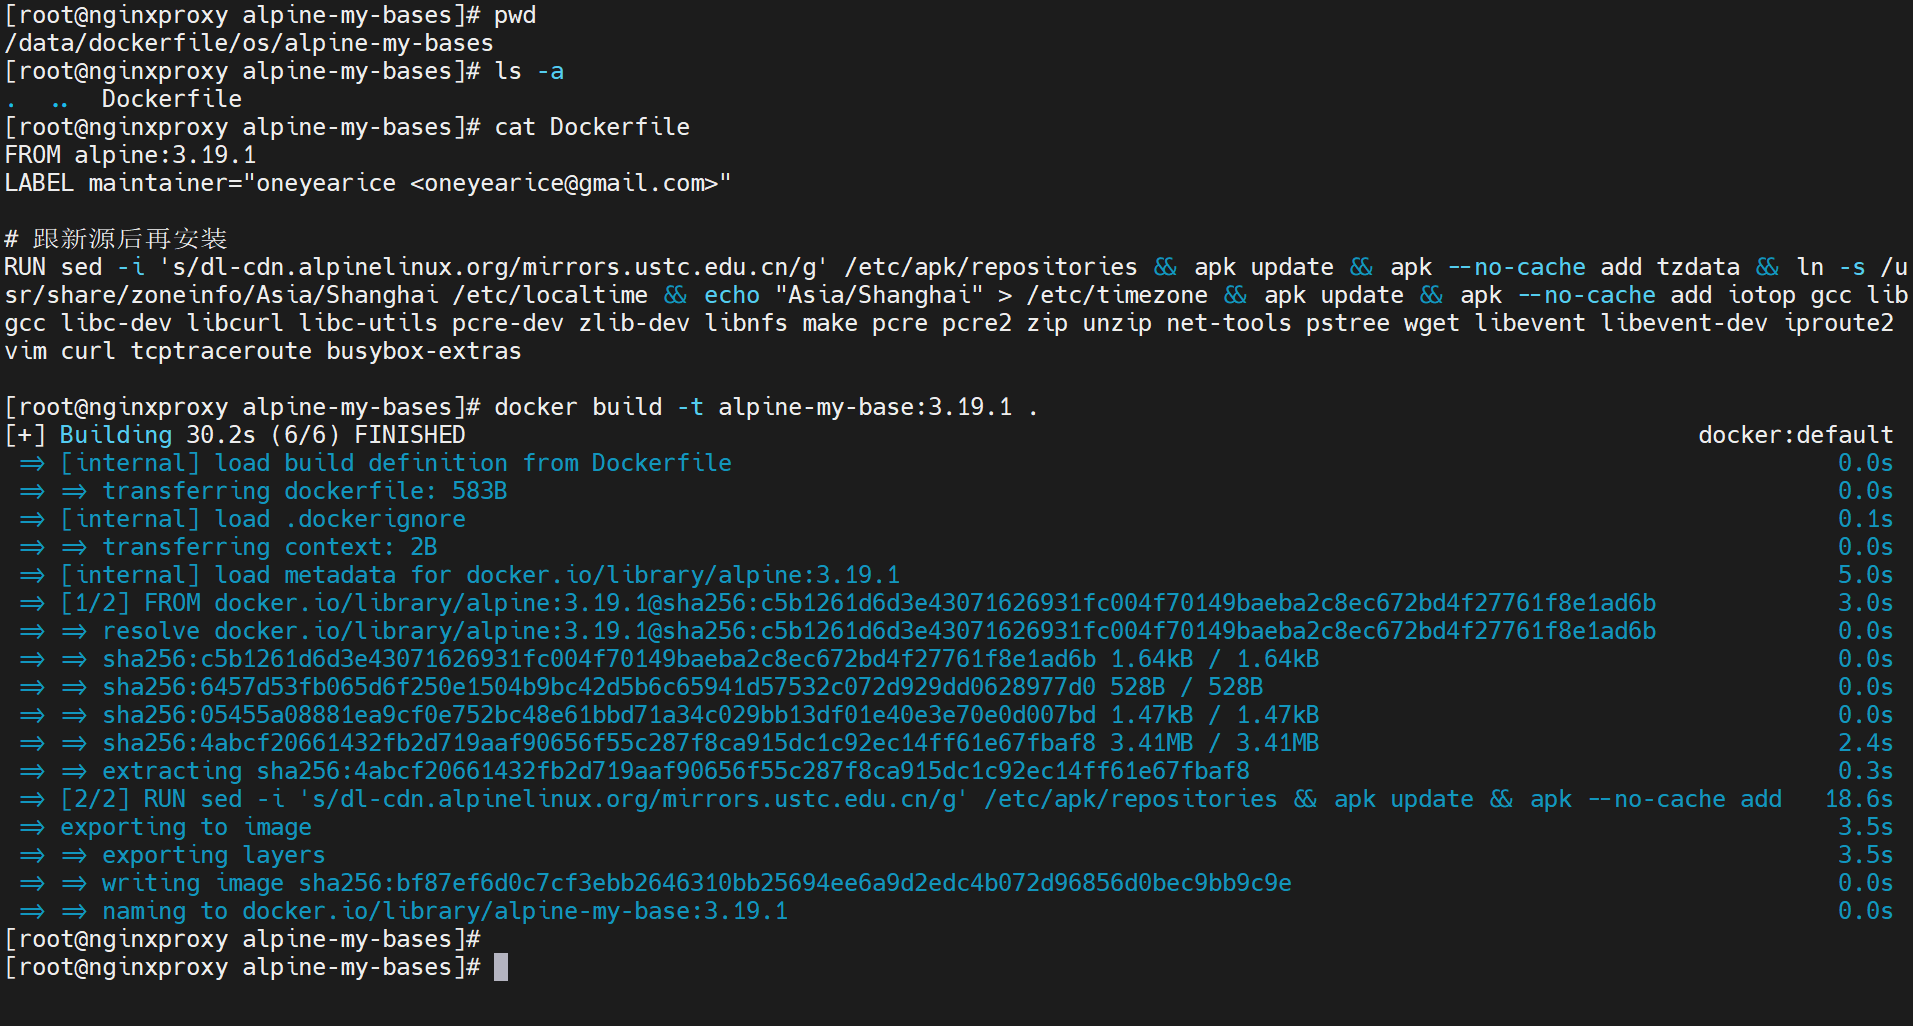 [root@nginxproxy alpine-my-bases]# pwd
/data/dockerfile/os/alpine-my-bases
[root@nginxproxy alpine-my-bases]# ls -a
.  ..  Dockerfile
[root@nginxproxy alpine-my-bases]# cat Dockerfile
FROM alpine:3.19.1
LABEL maintainer="oneyearice <oneyearice@gmail.com>"
# 跟新源后再安装
RUN sed -i 's/dl-cdn.alpinelinux.org/mirrors.ustc.edu.cn/g' /etc/apk/repositories && apk update && apk --no-cache add tzdata && ln -s /u
sr/share/zoneinfo/Asia/Shanghai /etc/localtime && echo "Asia/Shanghai" > /etc/timezone && apk update && apk --no-cache add iotop gcc lib
gcc libc-dev libcurl libc-utils pcre-dev zlib-dev libnfs make pcre pcre2 zip unzip net-tools pstree wget libevent libevent-dev iproute2
vim curl tcptraceroute busybox-extras
[root@nginxproxy alpine-my-bases]# docker build -t alpine-my-base:3.19.1 .
[+] Building 30.2s (6/6) FINISHED docker:default
=> [internal] load build definition from Dockerfile 0.0s
=> => transferring dockerfile: 583B 0.0s
=> [internal] load .dockerignore 0.1s
=> => transferring context: 2B 0.0s
=> [internal] load metadata for docker.io/library/alpine:3.19.1 5.0s
=> [1/2] FROM docker.io/library/alpine:3.19.1@sha256:c5b1261d6d3e43071626931fc004f70149baeba2c8ec672bd4f27761f8e1ad6b 3.0s
=> => resolve docker.io/library/alpine:3.19.1@sha256:c5b1261d6d3e43071626931fc004f70149baeba2c8ec672bd4f27761f8e1ad6b 0.0s
=> => sha256:c5b1261d6d3e43071626931fc004f70149baeba2c8ec672bd4f27761f8e1ad6b 1.64kB / 1.64kB 0.0s
=> => sha256:6457d53fb065d6f250e1504b9bc42d5b6c65941d57532c072d929dd0628977d0 528B / 528B 0.0s
=> => sha256:05455a08881ea9cf0e752bc48e61bbd71a34c029bb13df01e40e3e70e0d007bd 1.47kB / 1.47kB 0.0s
=> => sha256:4abcf20661432fb2d719aaf90656f55c287f8ca915dc1c92ec14ff61e67fbaf8 3.41MB / 3.41MB 2.4s
=> => extracting sha256:4abcf20661432fb2d719aaf90656f55c287f8ca915dc1c92ec14ff61e67fbaf8 0.3s
=> [2/2] RUN sed -i 's/dl-cdn.alpinelinux.org/mirrors.ustc.edu.cn/g' /etc/apk/repositories && apk update && apk --no-cache add 18.6s
=> exporting to image 3.5s
=> => exporting layers 3.5s
=> => writing image sha256:bf87ef6d0c7cf3ebb2646310bb25694ee6a9d2edc4b072d96856d0bec9bb9c9e 0.0s
=> => naming to docker.io/library/alpine-my-base:3.19.1 0.0s
[root@nginxproxy alpine-my-bases]#
[root@nginxproxy alpine-my-bases]#